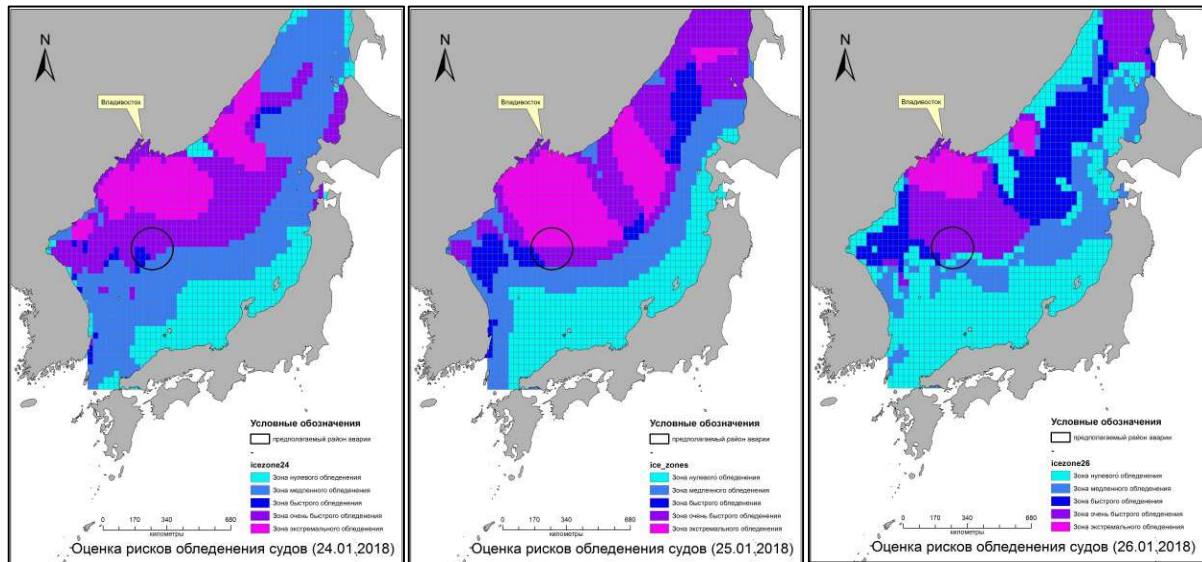 N
Владивосток
Условные обозначения
предполагаемый район аварии
-
icezone24
Зона нулевого обледенения
Зона медленного обледенения
Зона быстрого обледенения
Зона очень быстрого обледенения
Зона экстремального обледенения
0 170 340 680
километры
Оценка рисков обледенения судов (24.01,2018)
N
Владивосток
Условные обозначения
предполагаемый район аварии
-
ice_zones
Зона нулевого обледенения
Зона медленного обледенения
Зона быстрого обледенения
Зона очень быстрого обледенения
Зона экстремального обледенения
0 170 340 680
километры
Оценка рисков обледенения судов (25.01,2018)
N
Владивосток
Условные обозначения
предполагаемый район аварии
-
icezone26
Зона нулевого обледенения
Зона медленного обледенения
Зона быстрого обледенения
Зона очень быстрого обледенения
Зона экстремального обледенения
0 170 340 680
километры
Оценка рисков обледенения судов (26.01,2018)